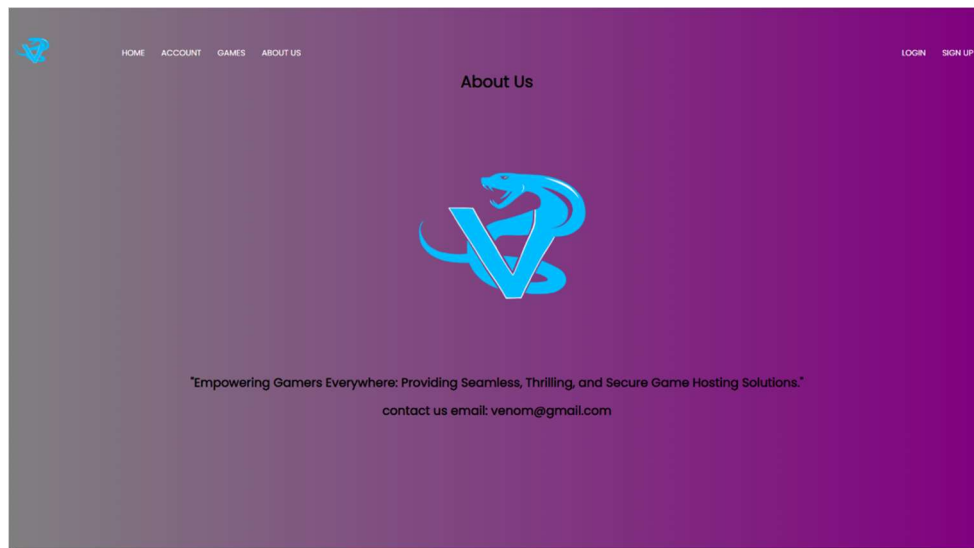 HOME ACCOUNT GAMES ABOUT US LOGIN SIGN UP
About Us
V
"Empowering Gamers Everywhere: Providing Seamless, Thrilling, and Secure Game Hosting Solutions."
contact us email: venom@gmail.com